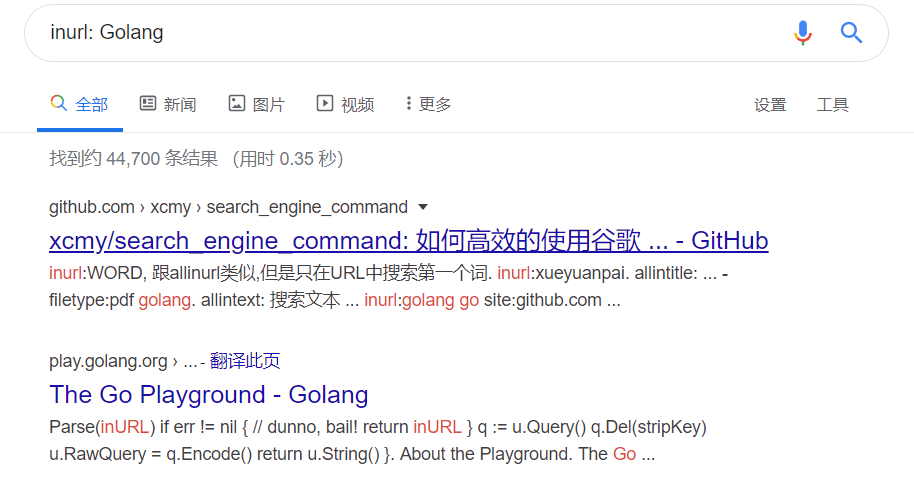 inurl: Golang
全部 新闻 图片 视频 更多 设置 工具
找到约 44,700 条结果 （用时 0.35 秒）
github.com › xcmy › search_engine_command
xcmy/search_engine_command: 如何高效的使用谷歌 ... - GitHub
inurl:WORD, 跟allinurl类似,但是只在URL中搜索第一个词. inurl:xueyuanpai. allintitle: ... -
filetype:pdf golang. allintext: 搜索文本 ... inurl:golang go site:github.com ...
play.golang.org › ... - 翻译此页
The Go Playground - Golang
Parse(inURL) if err != nil { // dunno, bail! return inURL } q := u.Query() q.Del(stripKey)
u.RawQuery = q.Encode() return u.String() }. About the Playground. The Go ...